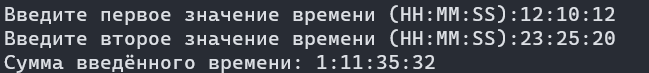 Введите первое значение времени (HH:MM:SS):12:10:12
Введите второе значение времени (HH:MM:SS):23:25:20
Сумма введённого времени: 1:11:35:32